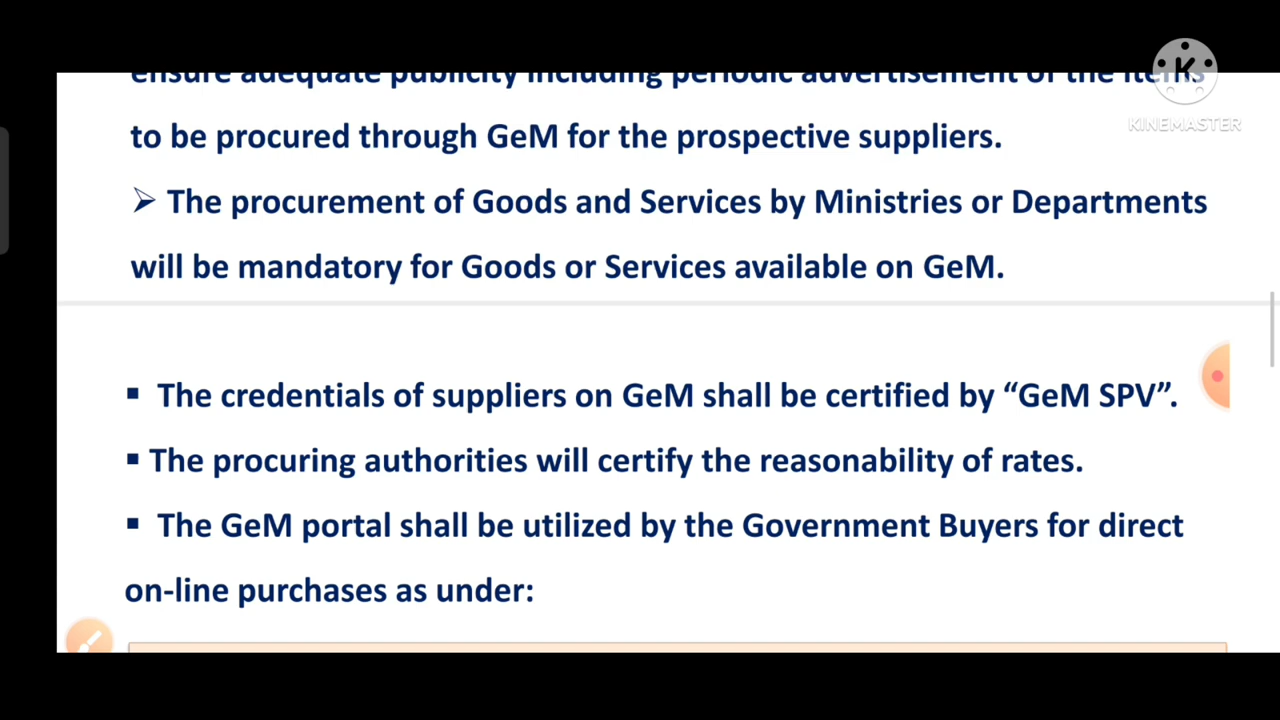 ensure adequate publicity including periodic advertisement of the items
to be procured through GeM for the prospective suppliers.
➢ The procurement of Goods and Services by Ministries or Departments
will be mandatory for Goods or Services available on GeM.
▪ The credentials of suppliers on GeM shall be certified by “GeM SPV”.
▪ The procuring authorities will certify the reasonability of rates.
▪ The GeM portal shall be utilized by the Government Buyers for direct
on-line purchases as under:
K
KINEMASTER